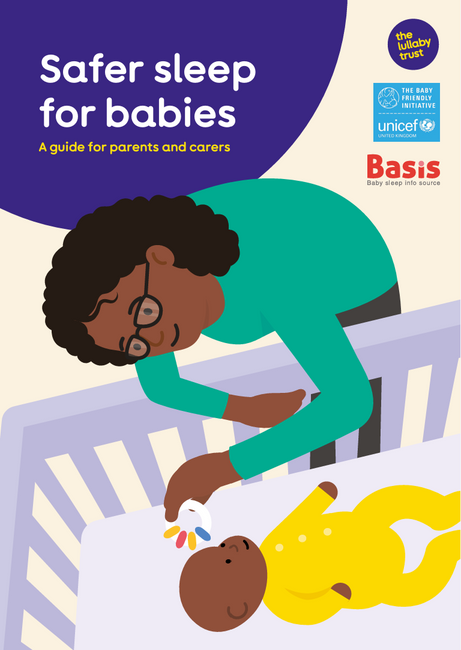 Safer sleep
for babies
A guide for parents and carers
the
lullaby
trust
THE BABY
FRIENDLY
INITIATIVE
unicef
UNITED KINGDOM
Basis
Baby sleep info source